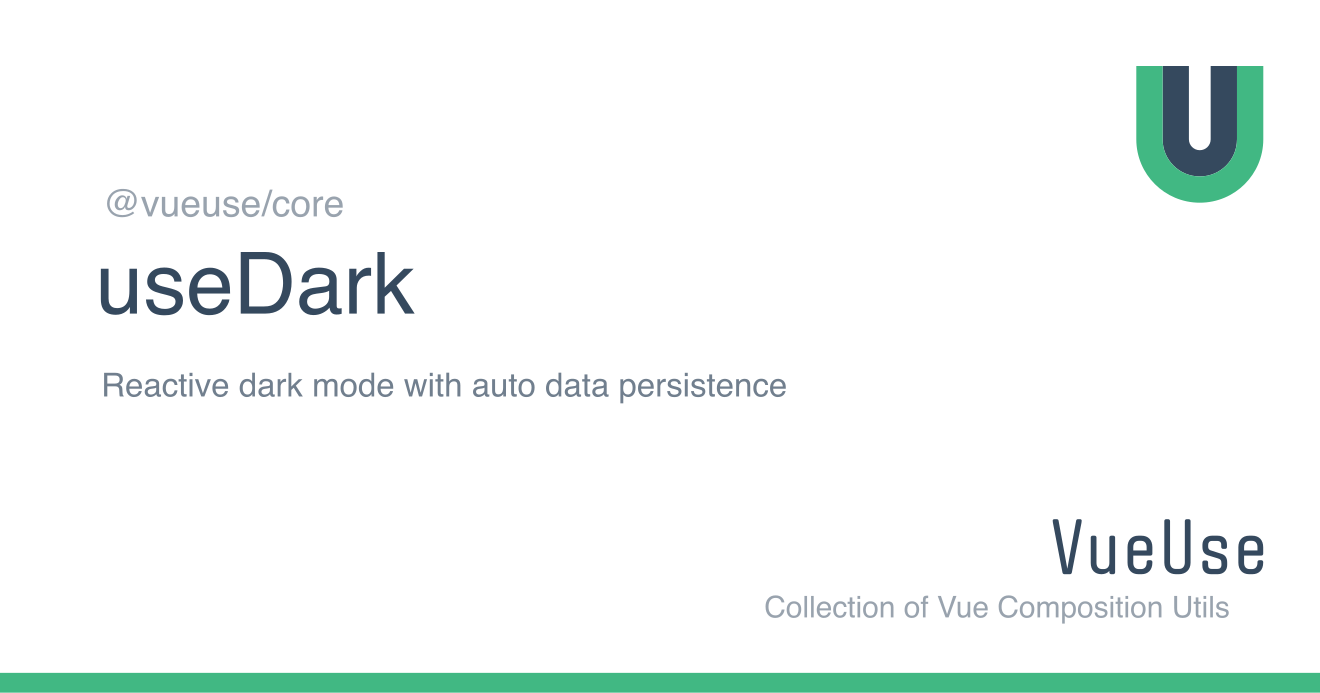 @vueuse/core
useDark
Reactive dark mode with auto data persistence
VueUse
Collection of Vue Composition Utils